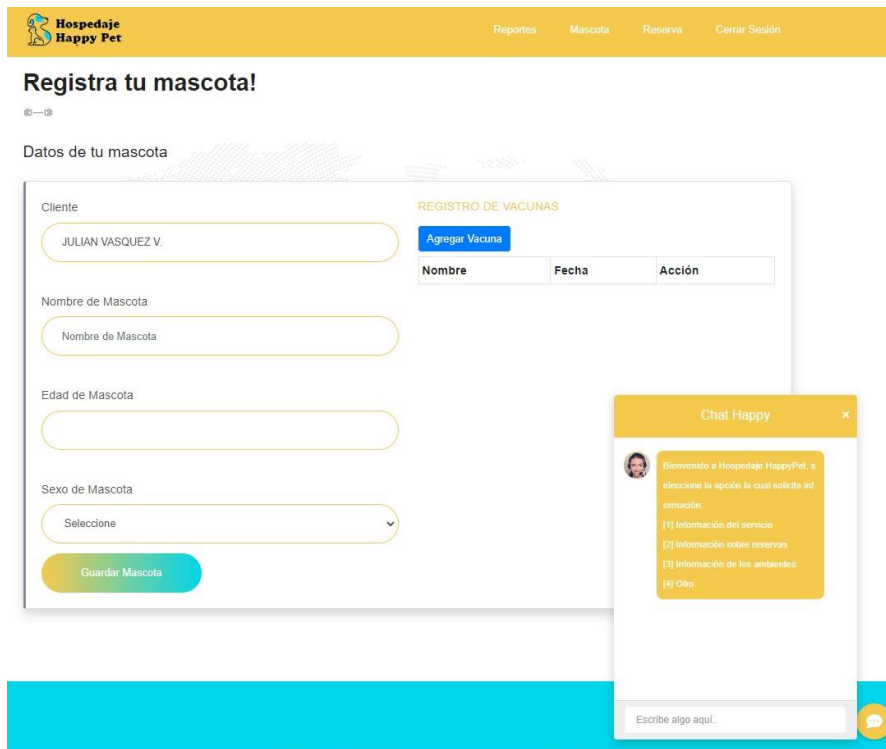 Hospedaje
Happy Pet
Reportes Mascota Reserva Cerrar Sesión
Registra tu mascota!
Datos de tu mascota
Cliente
JULIAN VASQUEZ V.
Nombre de Mascota
Nombre de Mascota
Edad de Mascota
Sexo de Mascota
Seleccione
Guardar Mascota
REGISTRO DE VACUNAS
Agregar Vacuna
Nombre Fecha Acción
Chat Happy ×
Bienvenido a Hospedaje HappyPet, s
eleccione la opción la cual solicita inf
ormación:
[1] Información del servicio
[2] Información sobre reservas
[3] Información de los ambientes
[4] Otro
Escribe algo aquí..